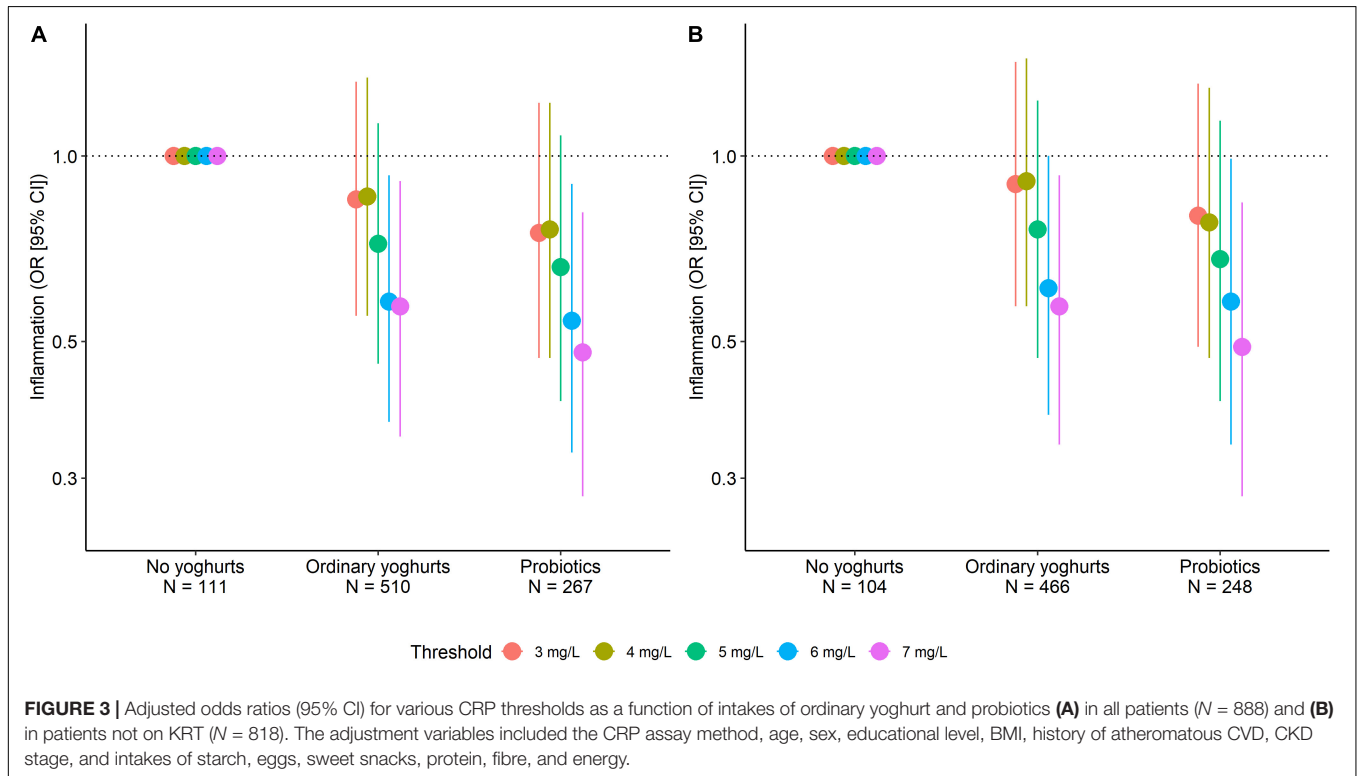 A
B
Inflammation (OR [95% CI])
1.0
0.5
0.3
No yoghurts
N = 111
Ordinary yoghurts
N = 510
Probiotics
N = 267
Inflammation (OR [95% CI])
1.0
0.5
0.3
No yoghurts
N = 104
Ordinary yoghurts
N = 466
Probiotics
N = 248
Threshold 3 mg/L 4 mg/L 5 mg/L 6 mg/L 7 mg/L
FIGURE 3 | Adjusted odds ratios (95% CI) for various CRP thresholds as a function of intakes of ordinary yoghurt and probiotics (A) in all patients (N = 888) and (B)
in patients not on KRT (N = 818). The adjustment variables included the CRP assay method, age, sex, educational level, BMI, history of atheromatous CVD, CKD
stage, and intakes of starch, eggs, sweet snacks, protein, fibre, and energy.